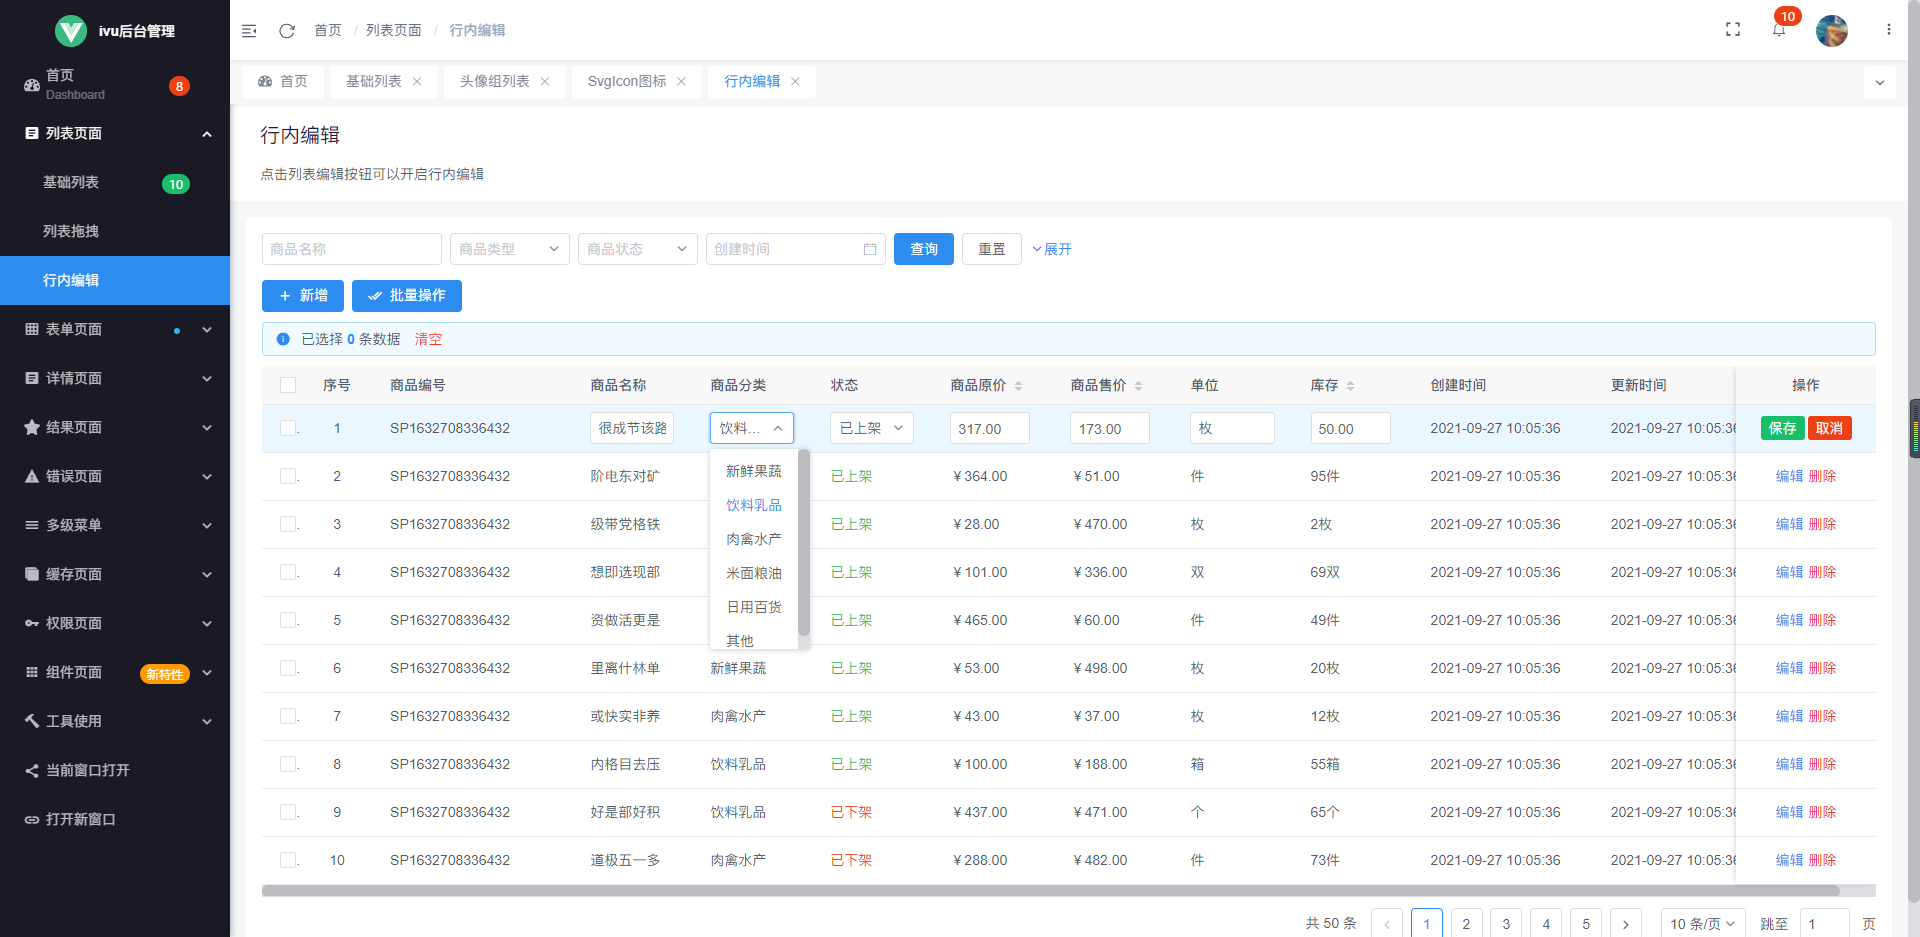 ivu后台管理
首页
Dashboard
8
列表页面
基础列表
10
列表拖拽
行内编辑
表单页面
详情页面
结果页面
错误页面
多级菜单
缓存页面
权限页面
组件页面
新特性
工具使用
当前窗口打开
打开新窗口
首页 / 列表页面 / 行内编辑
10
首页
基础列表
头像组列表
SvgIcon图标
行内编辑
行内编辑
点击列表编辑按钮可以开启行内编辑
商品名称 商品类型 商品状态 创建时间 查询 重置 展开
新增 批量操作
已选择 0 条数据 清空
序号 商品编号 商品名称 商品分类 状态 商品原价 商品售价 单位 库存 创建时间 更新时间 操作
1 SP1632708336432 很成节该路 饮料... 已上架 317.00 173.00 枚 50.00 2021-09-27 10:05:36 2021-09-27 10:05:36 保存 取消
新鲜果蔬
饮料乳品
肉禽水产
米面粮油
日用百货
其他
2 SP1632708336432 阶电东对矿 已上架 ¥364.00 ¥51.00 件 95件 2021-09-27 10:05:36 2021-09-27 10:05:36 编辑 删除
3 SP1632708336432 级带党格铁 已上架 ¥28.00 ¥470.00 枚 2枚 2021-09-27 10:05:36 2021-09-27 10:05:36 编辑 删除
4 SP1632708336432 想即选现部 已上架 ¥101.00 ¥336.00 双 69双 2021-09-27 10:05:36 2021-09-27 10:05:36 编辑 删除
5 SP1632708336432 资做活更是 已上架 ¥465.00 ¥60.00 件 49件 2021-09-27 10:05:36 2021-09-27 10:05:36 编辑 删除
6 SP1632708336432 里离什林单 新鲜果蔬 已上架 ¥53.00 ¥498.00 枚 20枚 2021-09-27 10:05:36 2021-09-27 10:05:36 编辑 删除
7 SP1632708336432 或快实非养 肉禽水产 已上架 ¥43.00 ¥37.00 枚 12枚 2021-09-27 10:05:36 2021-09-27 10:05:36 编辑 删除
8 SP1632708336432 内格目去压 饮料乳品 已上架 ¥100.00 ¥188.00 箱 55箱 2021-09-27 10:05:36 2021-09-27 10:05:36 编辑 删除
9 SP1632708336432 好是部好积 饮料乳品 已下架 ¥437.00 ¥471.00 个 65个 2021-09-27 10:05:36 2021-09-27 10:05:36 编辑 删除
10 SP1632708336432 道极五一多 肉禽水产 已下架 ¥288.00 ¥482.00 件 73件 2021-09-27 10:05:36 2021-09-27 10:05:36 编辑 删除
共 50 条 1 2 3 4 5 10 条/页 跳至 1 页